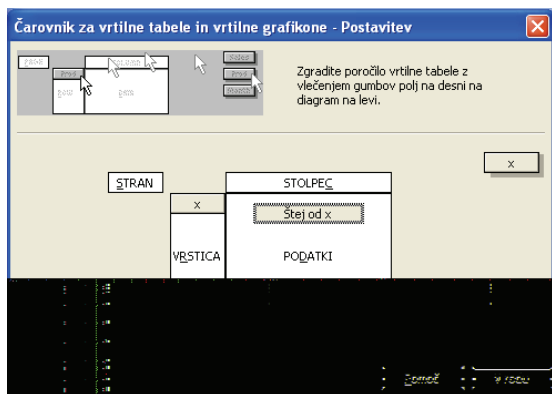 Čarovnik za vrtilne tabele in vrtilne grafikone - Postavitev
Zgradite poročilo vrtilne tabele z
vlečenjem gumbov polj na desni na
diagram na levi.
x
STRAN
STOLPEC
x
Štej od x
VRSTICA
PODATKI
Pomoč